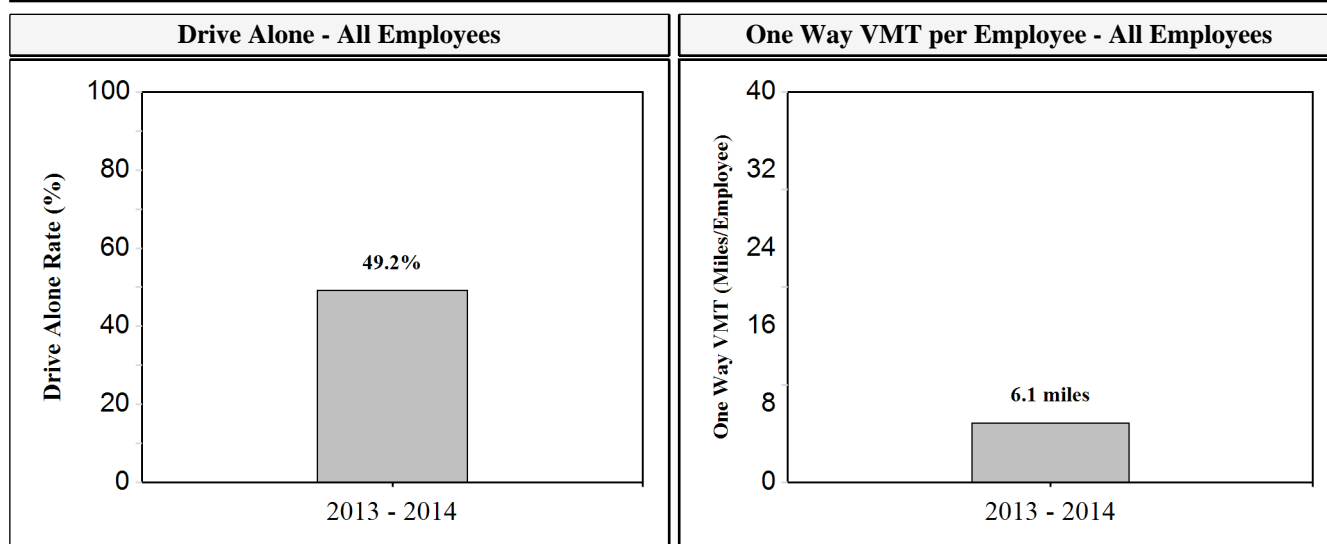 Drive Alone - All Employees
Drive Alone Rate (%)
100
80
60
40
20
0
49.2%
2013 - 2014
One Way VMT per Employee - All Employees
One Way VMT (Miles/Employee)
40
32
24
16
8
0
6.1 miles
2013 - 2014